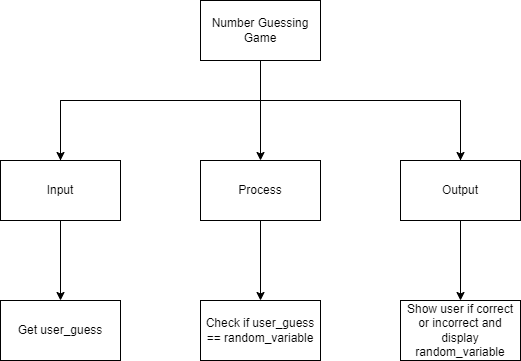 Number Guessing
Game
Input
Process
Output
Get user_guess
Check if user_guess
== random_variable
Show user if correct
or incorrect and
display
random_variable